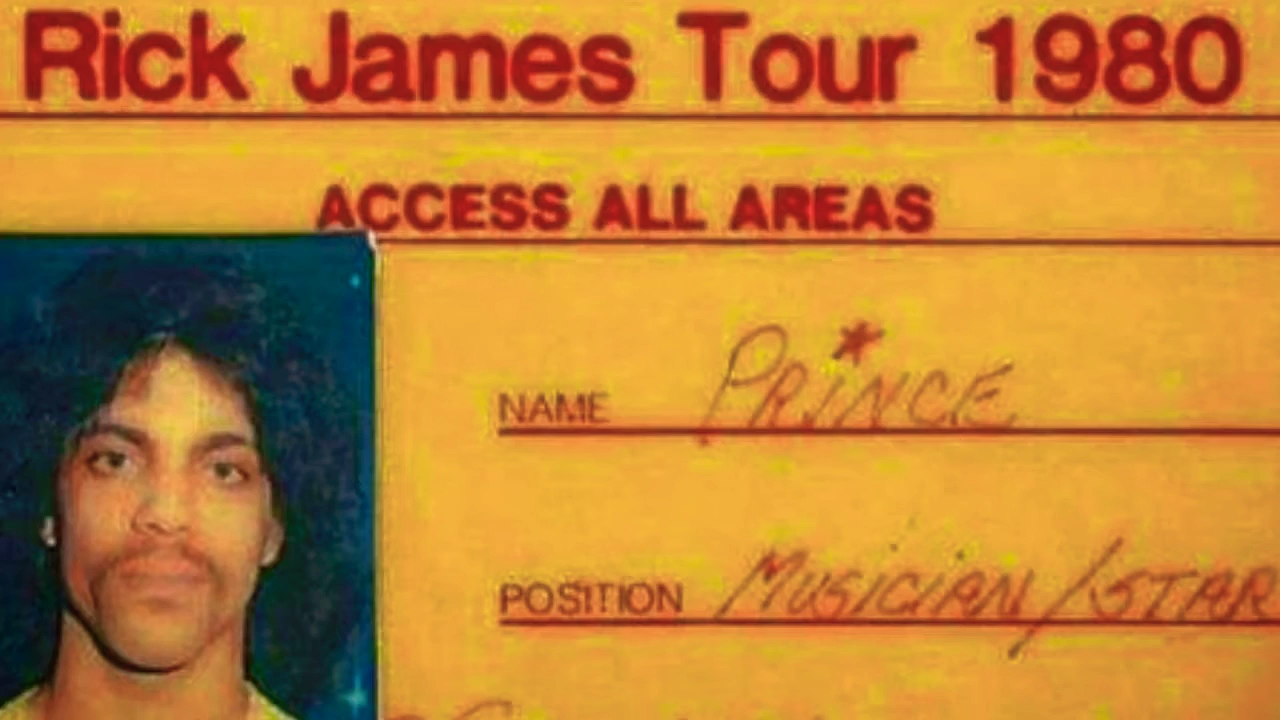 Rick James Tour 1980
ACCESS ALL AREAS
NAME PRiNCE
POSITION MUSiCiAN/STAR